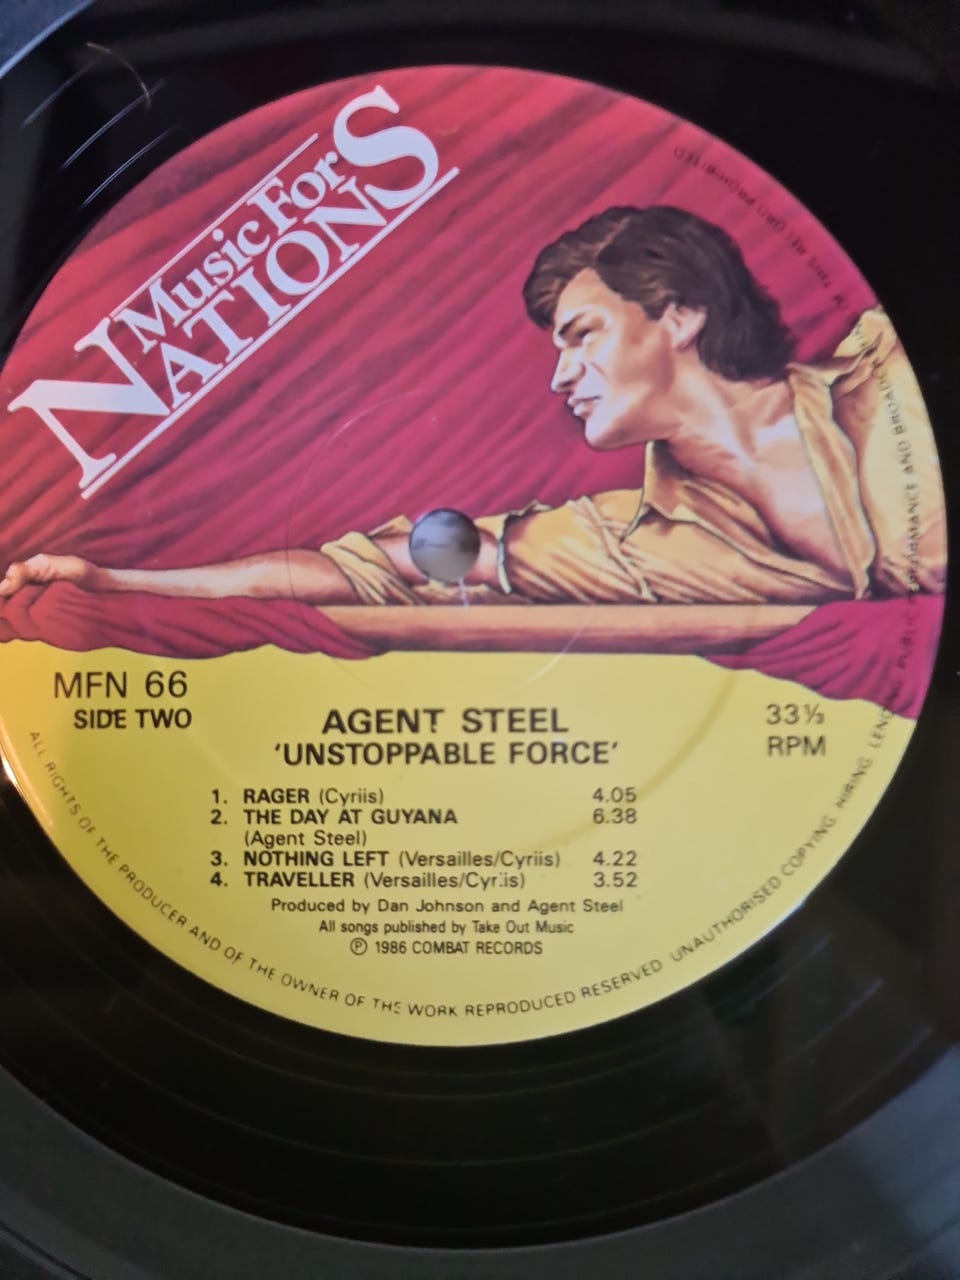 Music For
NATIONS
MFN 66
SIDE TWO
AGENT STEEL
'UNSTOPPABLE FORCE'
33⅓
RPM
1. RAGER (Cyriis) 4.05
2. THE DAY AT GUYANA 6.38
(Agent Steel)
3. NOTHING LEFT (Versailles/Cyriis) 4.22
4. TRAVELLER (Versailles/Cyriis) 3.52
Produced by Dan Johnson and Agent Steel
All songs published by Take Out Music
Ⓟ 1986 COMBAT RECORDS
ALL RIGHTS OF THE PRODUCER AND OF THE OWNER OF THE WORK REPRODUCED RESERVED UNAUTHORISED COPYING HIRING LENDING PUBLIC PERFORMANCE AND BROADCASTING OF THIS RECORD PROHIBITED